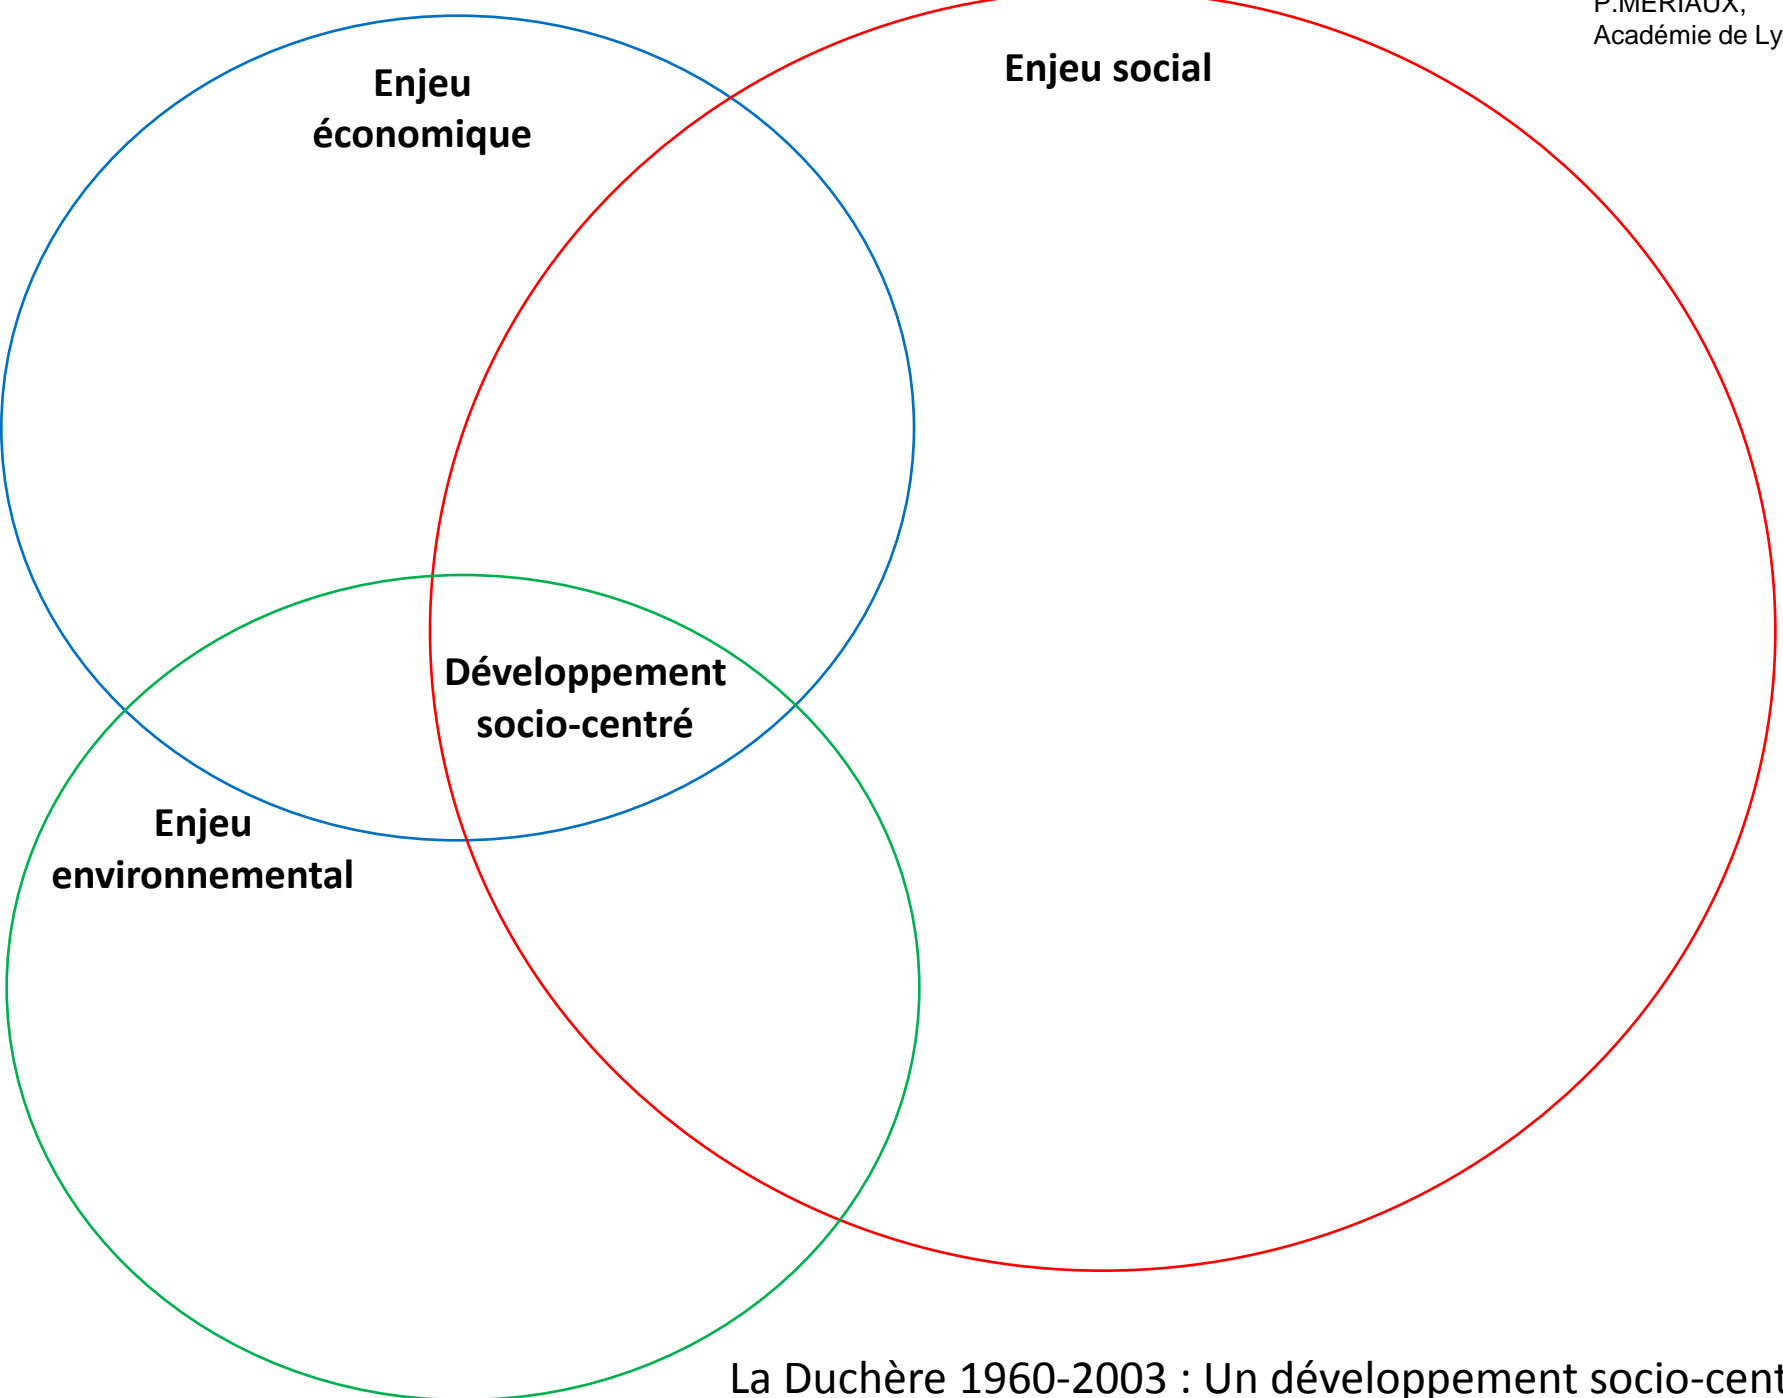 P.MERIAUX,
Académie de Ly
Enjeu social
Enjeu
économique
Développement
socio-centré
Enjeu
environnemental
La Duchère 1960-2003 : Un développement socio-cent